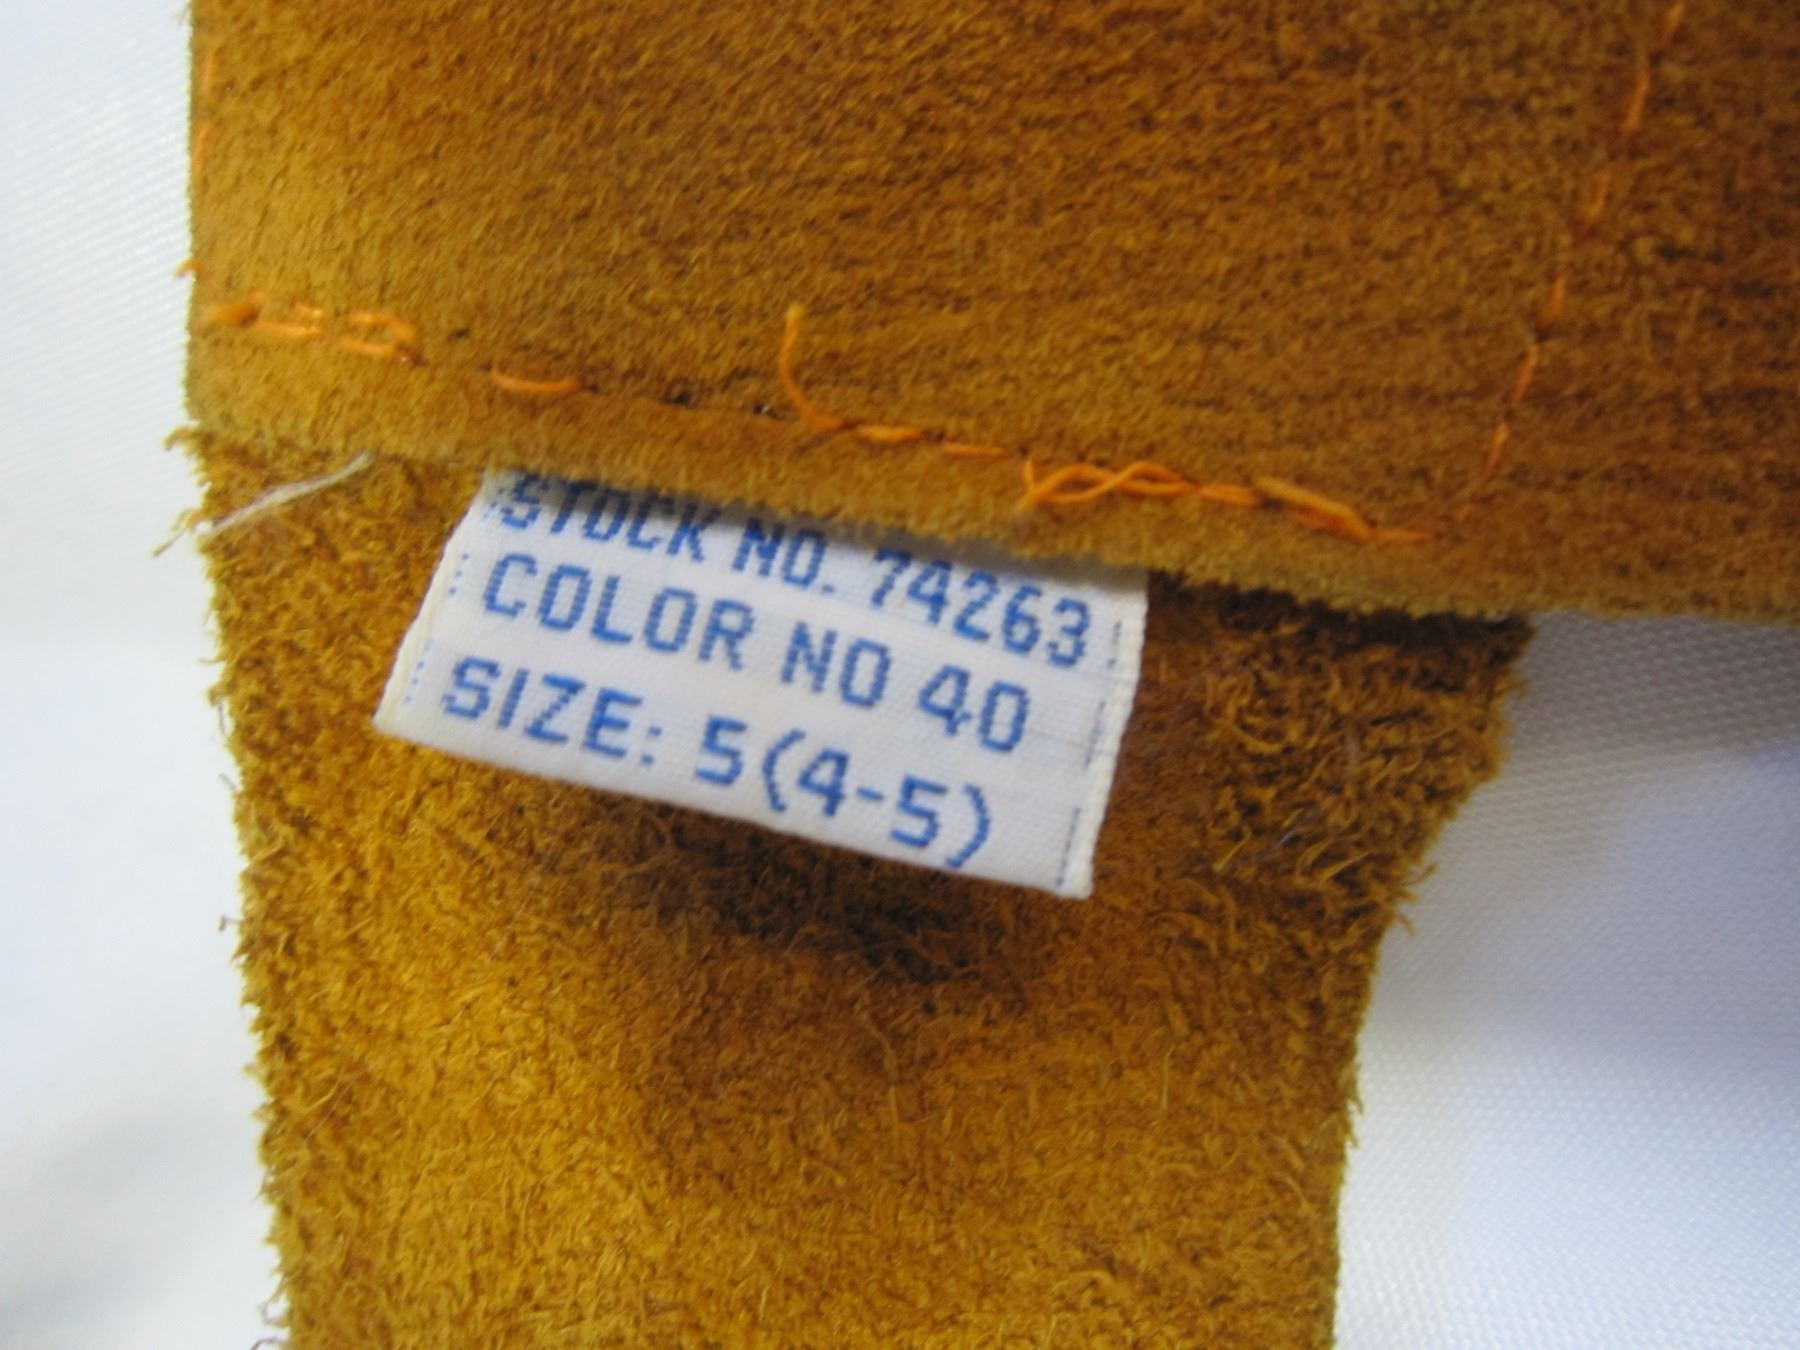 STOCK NO. 74263
COLOR NO 40
SIZE: 5(4-5)